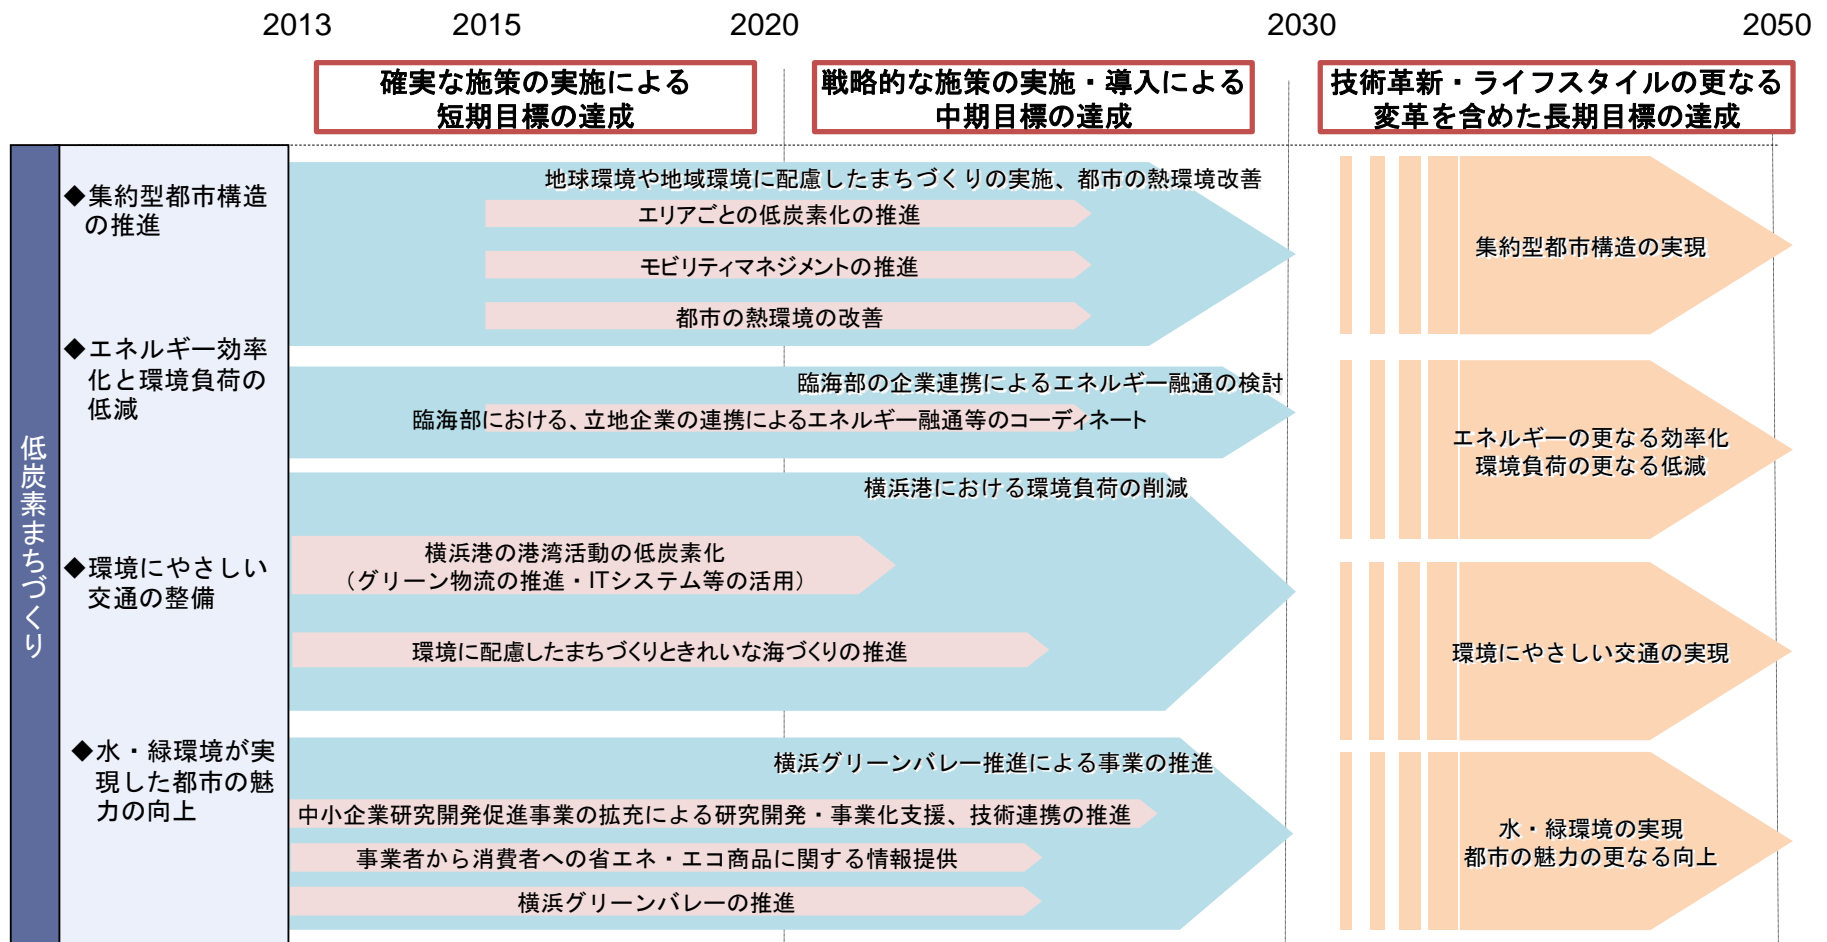 2013
2015
2020
2030
2050
確実な施策の実施による
短期目標の達成
戦略的な施策の実施・導入による
中期目標の達成
技術革新・ライフスタイルの更なる
変革を含めた長期目標の達成
低炭素まちづくり
◆集約型都市構造
の推進
◆エネルギー効率
化と環境負荷の
低減
◆環境にやさしい
交通の整備
◆水・緑環境が実
現した都市の魅
力の向上
地球環境や地域環境に配慮したまちづくりの実施、都市の熱環境改善
エリアごとの低炭素化の推進
モビリティマネジメントの推進
都市の熱環境の改善
臨海部の企業連携によるエネルギー融通の検討
臨海部における、立地企業の連携によるエネルギー融通等のコーディネート
横浜港における環境負荷の削減
横浜港の港湾活動の低炭素化
（グリーン物流の推進・ITシステム等の活用）
環境に配慮したまちづくりときれいな海づくりの推進
横浜グリーンバレー推進による事業の推進
中小企業研究開発促進事業の拡充による研究開発・事業化支援、技術連携の推進
事業者から消費者への省エネ・エコ商品に関する情報提供
横浜グリーンバレーの推進
集約型都市構造の実現
エネルギーの更なる効率化
環境負荷の更なる低減
環境にやさしい交通の実現
水・緑環境の実現
都市の魅力の更なる向上